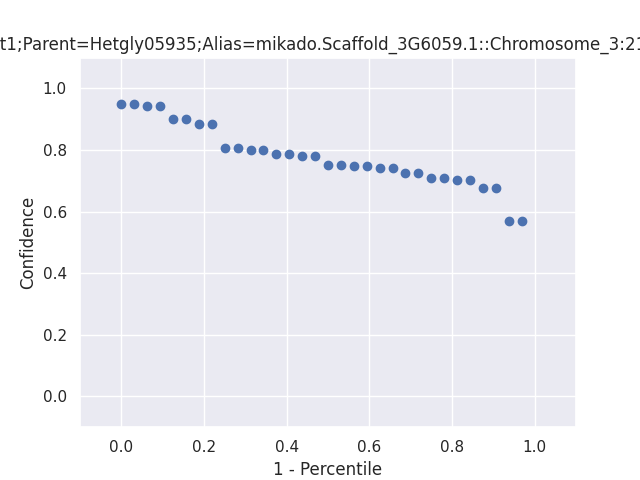 t1;Parent=Hetgly05935;Alias=mikado.Scaffold_3G6059.1::Chromosome_3:21
1.0
0.8
0.6
0.4
0.2
0.0
Confidence
0.0 0.2 0.4 0.6 0.8 1.0
1 - Percentile